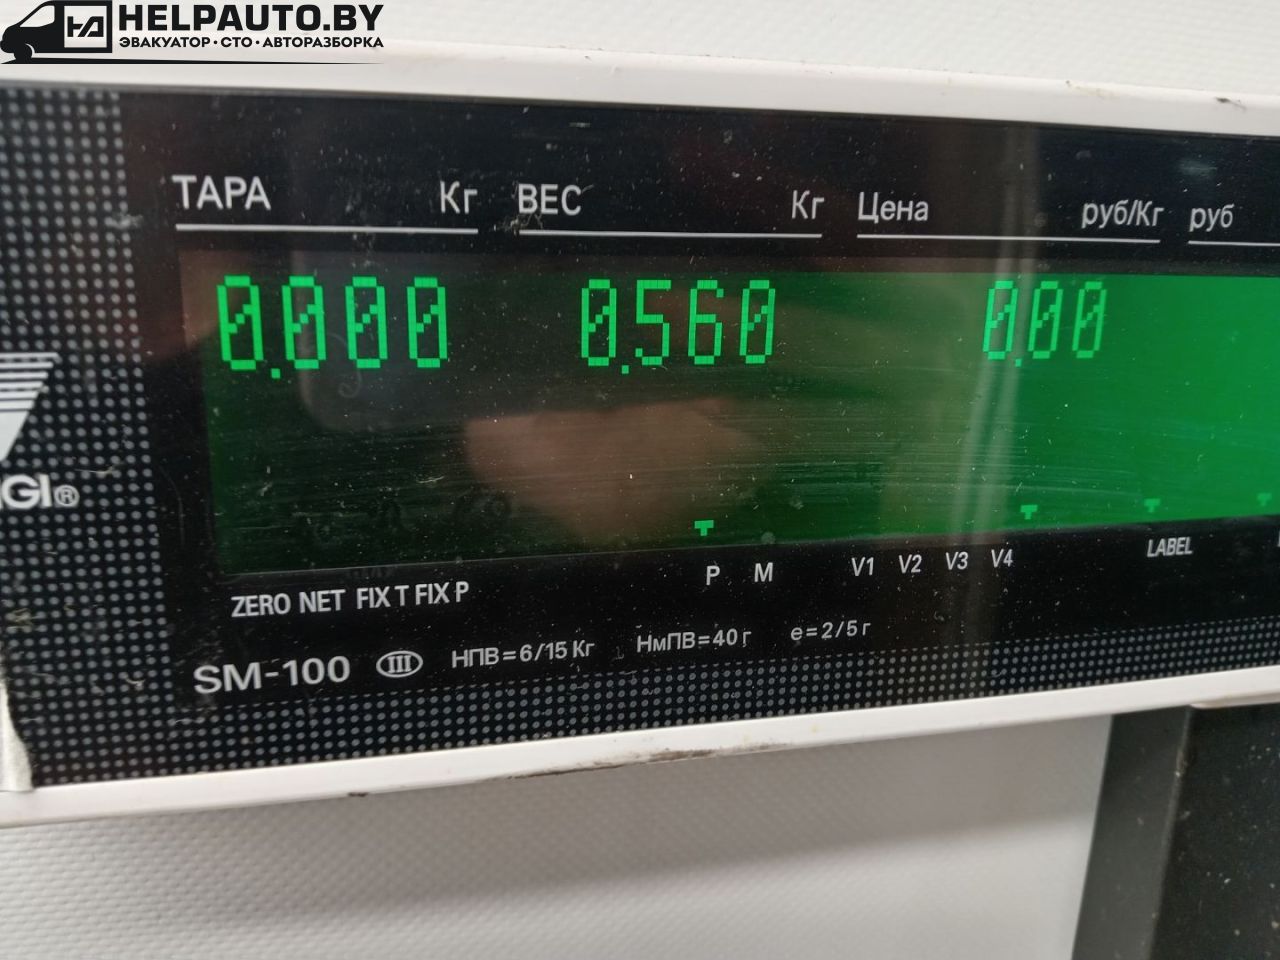 HELPAUTO.BY
ЭВАКУАТОР·СТО·АВТОРАЗБОРКА
ТАРА Кг ВЕС Кг Цена руб/Кг руб
0.000 0.560 0.00
IGI®
P M V1 V2 V3 V4 LABEL
ZERO NET FIX T FIX P
SM-100 III НПВ=6/15 Кг НмПВ=40 г e=2/5 г